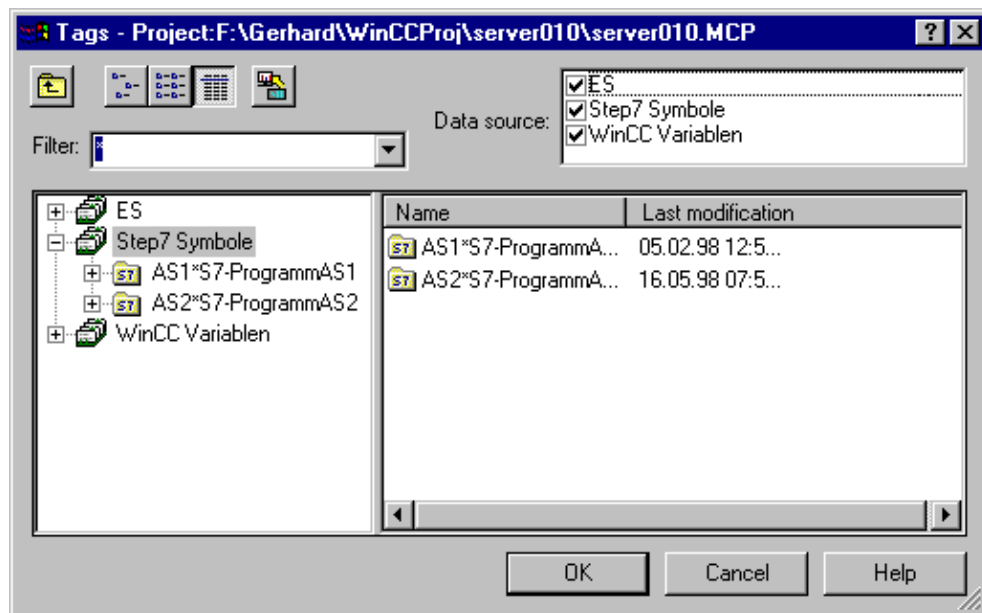 Tags - Project:F:\Gerhard\WinCCProj\server010\server010.MCP
Data source:
ES
Step7 Symbole
WinCC Variablen
Filter: *
ES
Step7 Symbole
AS1*S7-ProgrammAS1
AS2*S7-ProgrammAS2
WinCC Variablen
Name Last modification
S7 AS1*S7-ProgrammA... 05.02.98 12:5...
S7 AS2*S7-ProgrammA... 16.05.98 07:5...
OK Cancel Help